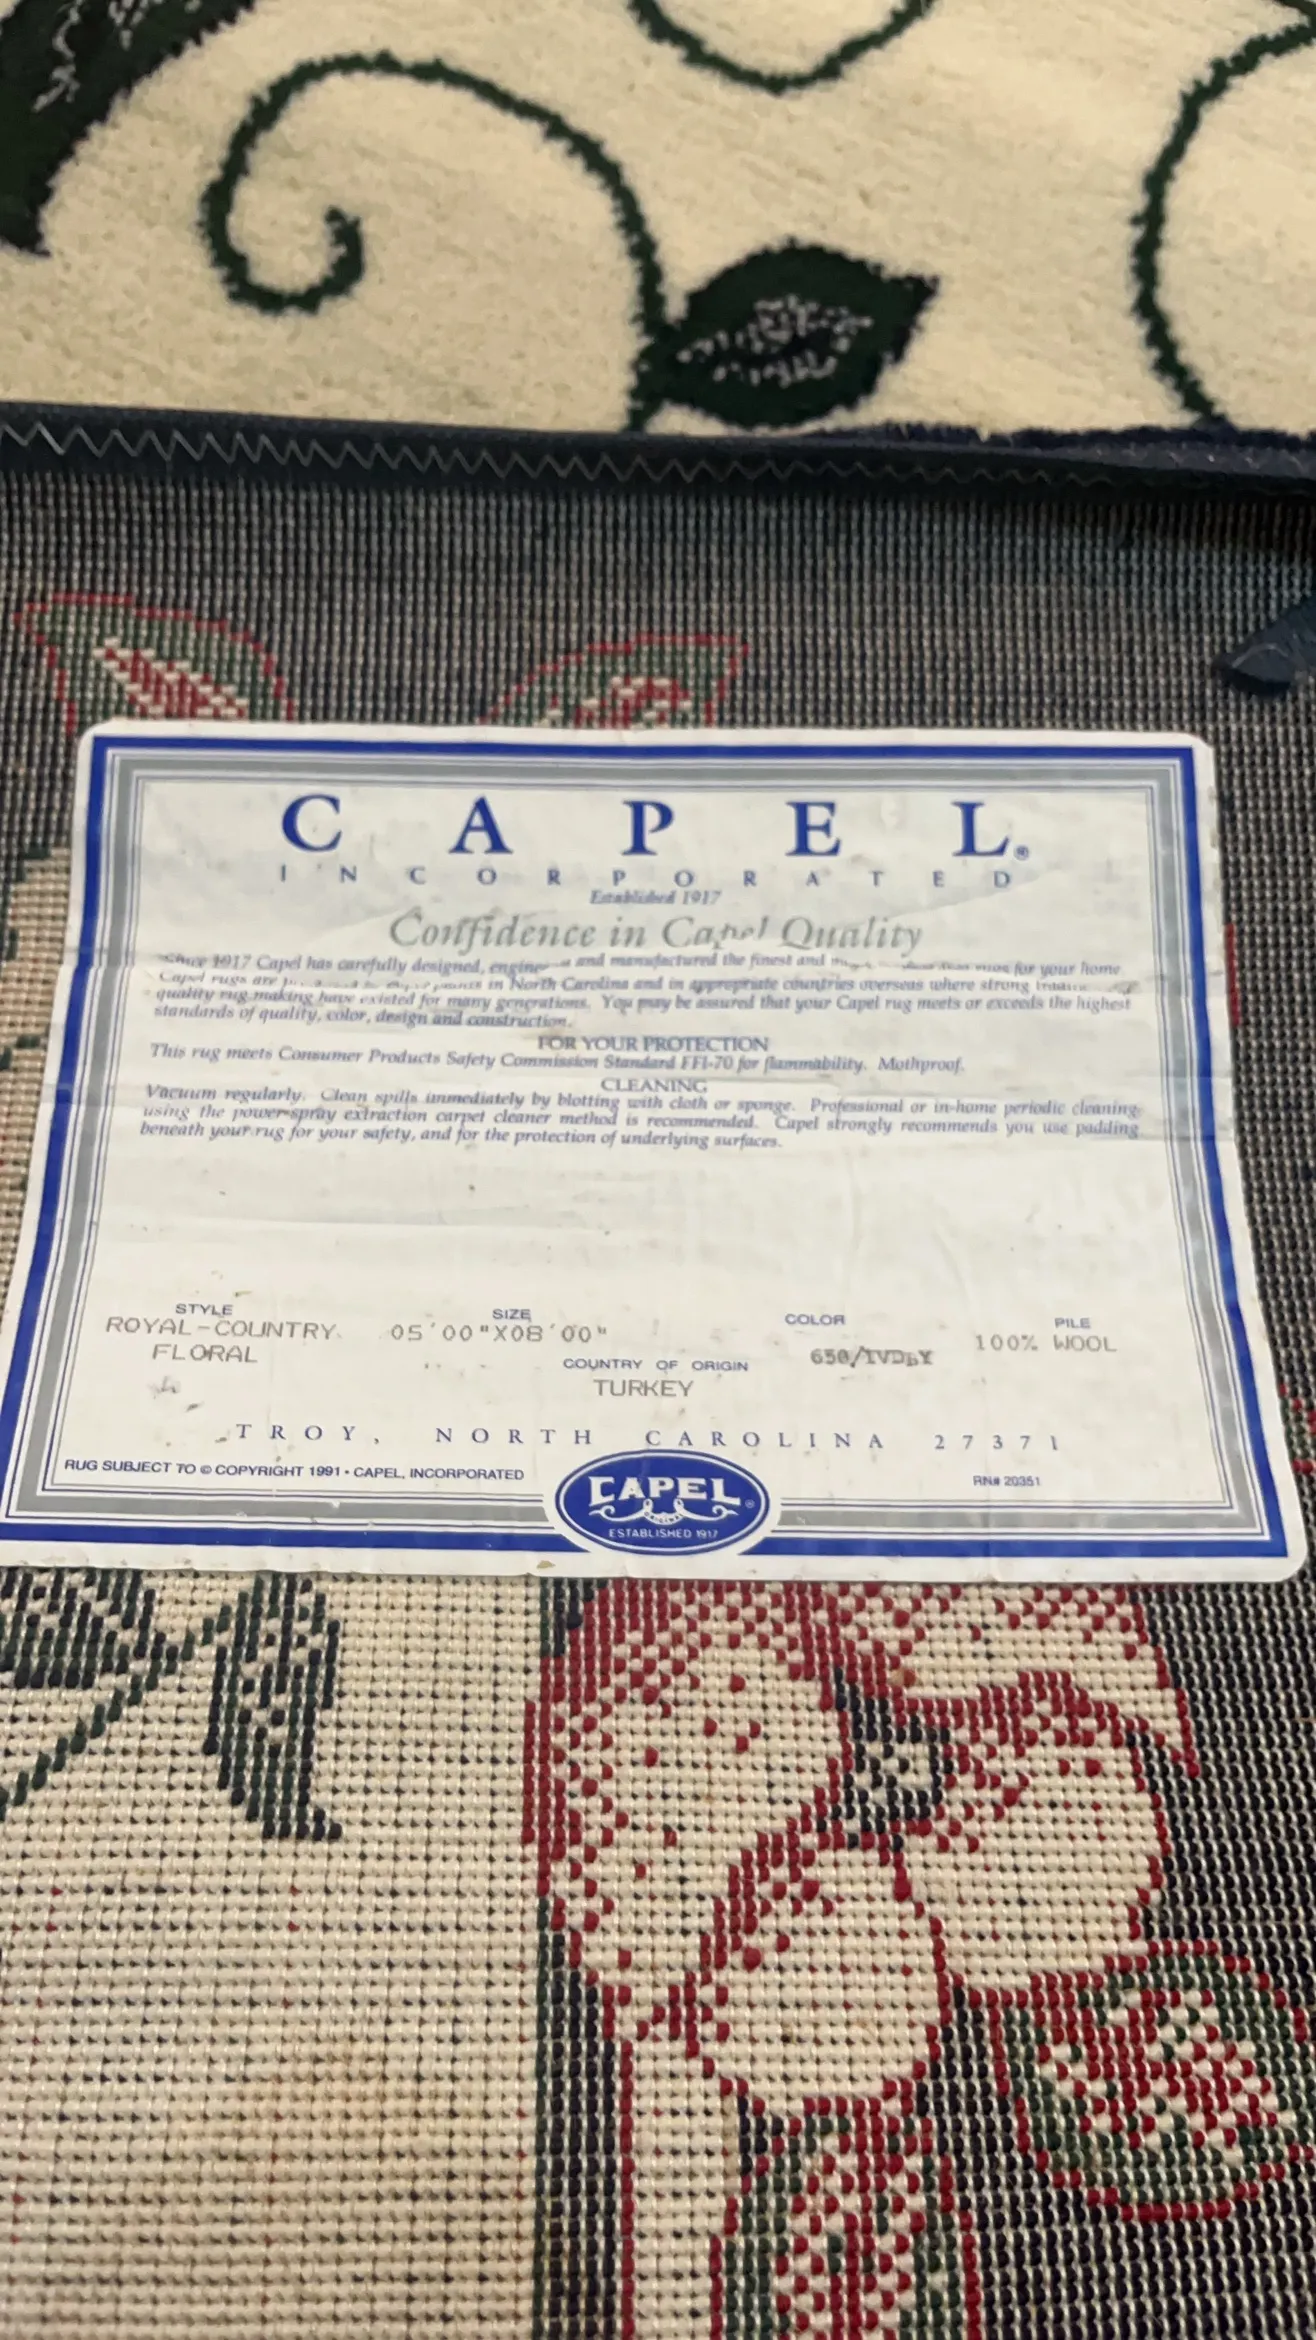 CAPEL®
INCORPORATED
Established 1917
Confidence in Capel Quality
Since 1917 Capel has carefully designed, and manufactured the finest and rugs for your home.
Capel rugs are in North Carolina and in appropriate countries overseas where strong
quality rug making have existed for many generations. You may be assured that your Capel rug meets or exceeds the highest
standards of quality, color, design and construction.
FOR YOUR PROTECTION
This rug meets Consumer Products Safety Commission Standard FFI-70 for flammability. Mothproof.
CLEANING
Vacuum regularly. Clean spills immediately by blotting with cloth or sponge. Professional or in-home periodic cleaning
using the power-spray extraction carpet cleaner method is recommended. Capel strongly recommends you use padding
beneath your rug for your safety, and for the protection of underlying surfaces.
STYLE SIZE COLOR PILE
ROYAL-COUNTRY 05'00"X08'00" 650/IVDBY 100% WOOL
FLORAL
COUNTRY OF ORIGIN
TURKEY
TROY, NORTH CAROLINA 27371
RUG SUBJECT TO © COPYRIGHT 1991 • CAPEL, INCORPORATED RN# 20351
CAPEL®
ESTABLISHED 1917